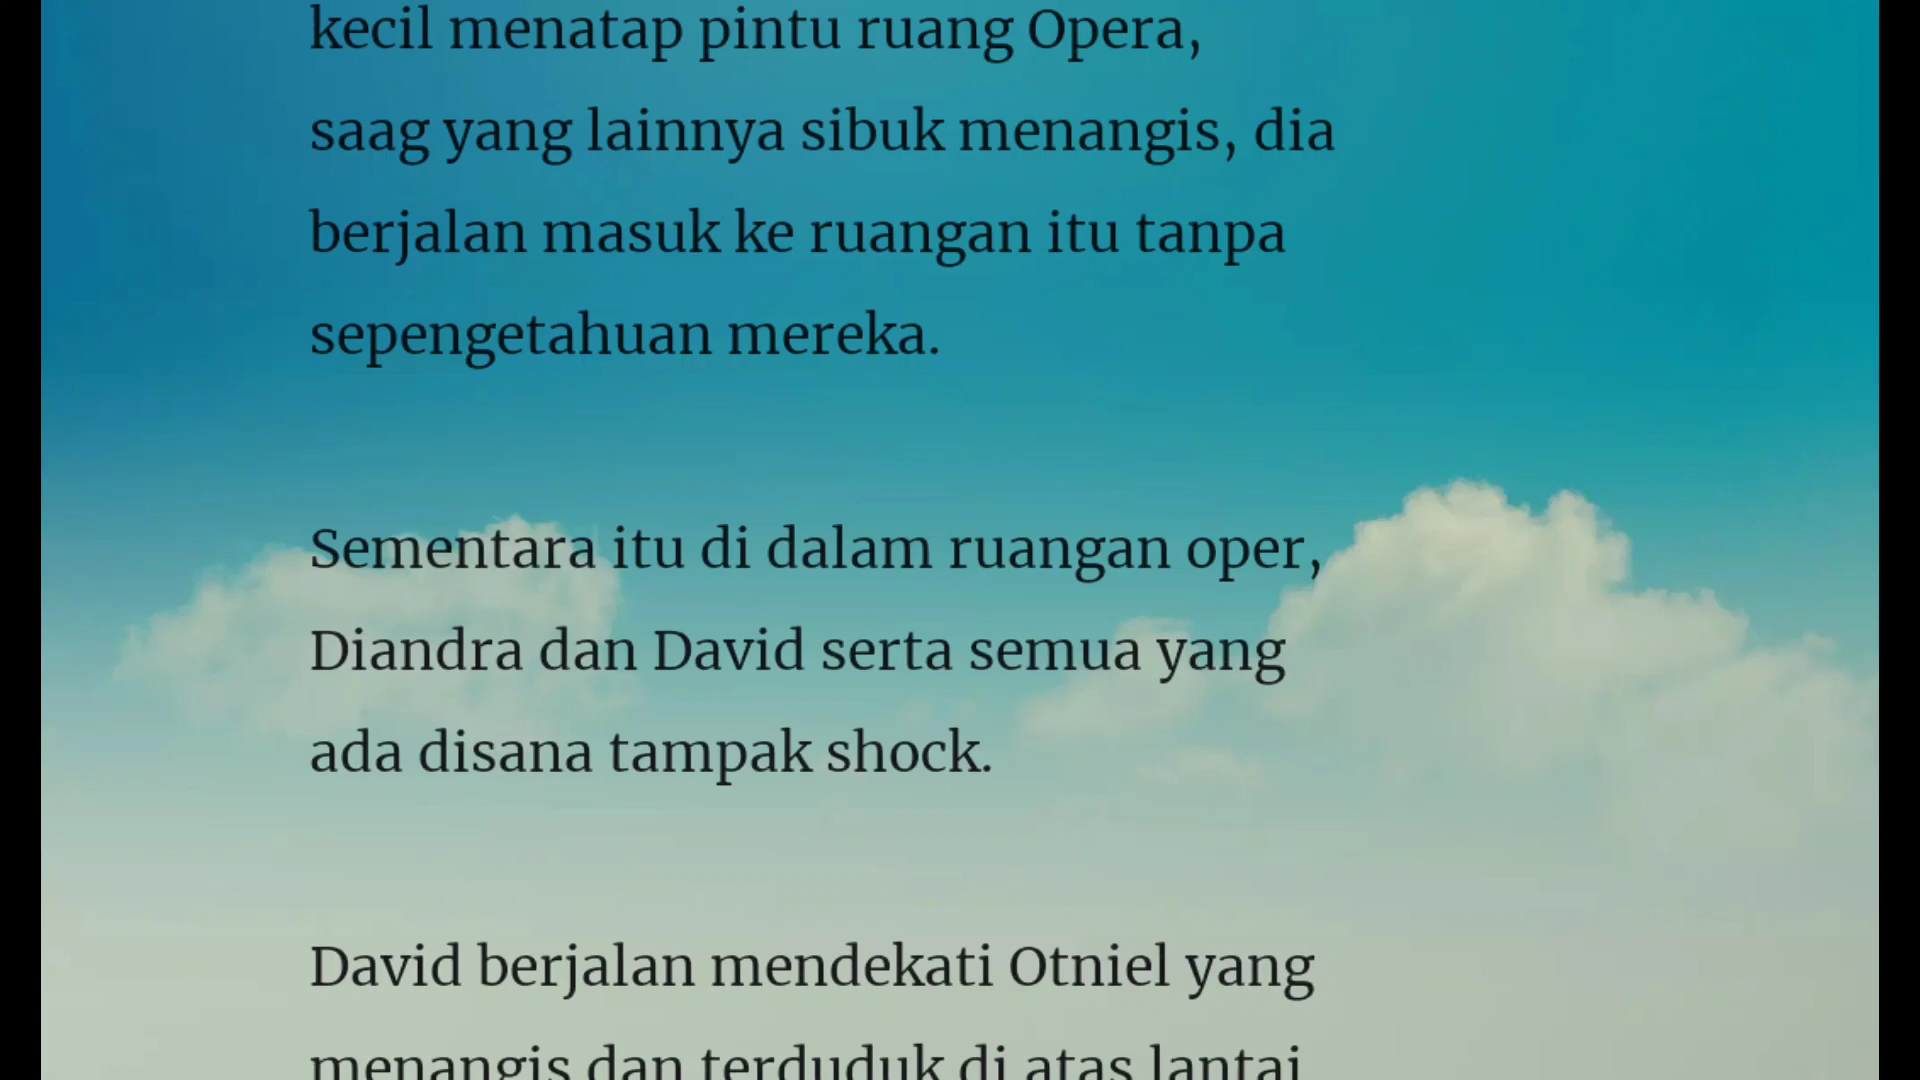 kecil menatap pintu ruang Opera,
saag yang lainnya sibuk menangis, dia
berjalan masuk ke ruangan itu tanpa
sepengetahuan mereka.
Sementara itu di dalam ruangan oper,
Diandra dan David serta semua yang
ada disana tampak shock.
David berjalan mendekati Otniel yang
menangis dan terduduk di atas lantai